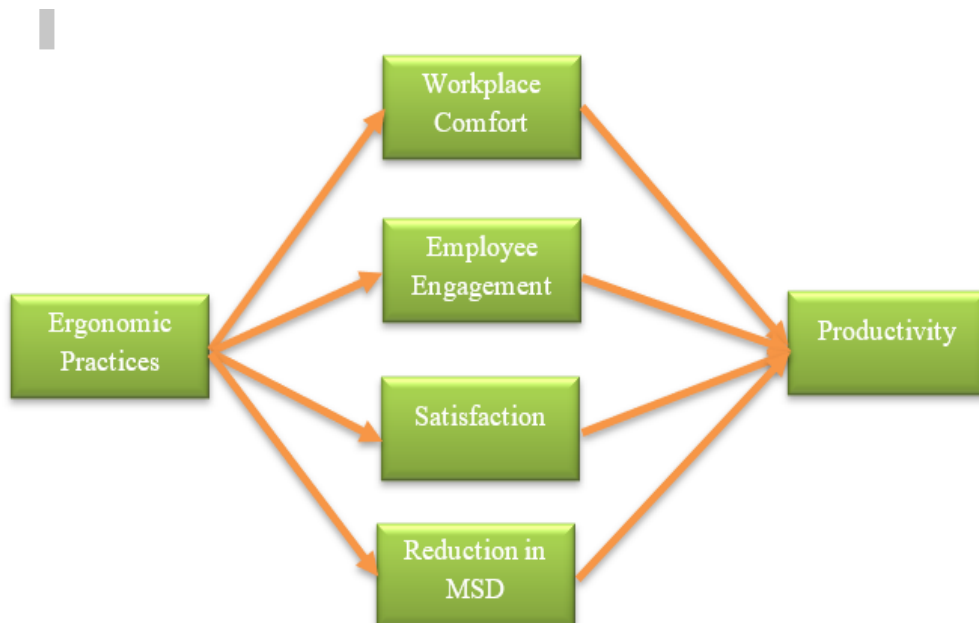 Workplace
Comfort
Employee
Engagement
Ergonomic
Practices
Productivity
Satisfaction
Reduction in
MSD